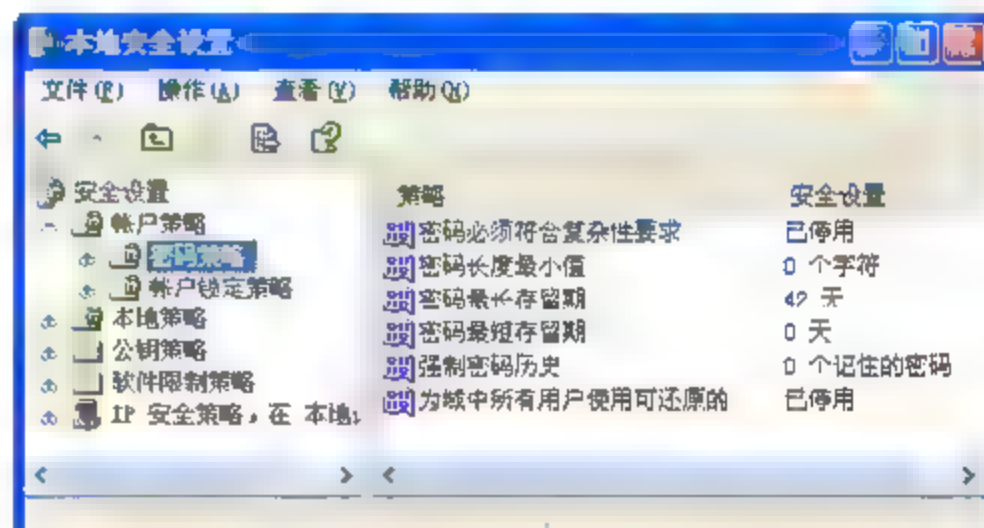 本地安全设置
文件(F) 操作(A) 查看(V) 帮助(H)
安全设置
帐户策略
密码策略
帐户锁定策略
本地策略
公钥策略
软件限制策略
IP 安全策略，在 本地
策略 安全设置
密码必须符合复杂性要求 已停用
密码长度最小值 0 个字符
密码最长存留期 42 天
密码最短存留期 0 天
强制密码历史 0 个记住的密码
为域中所有用户使用可还原的 已停用